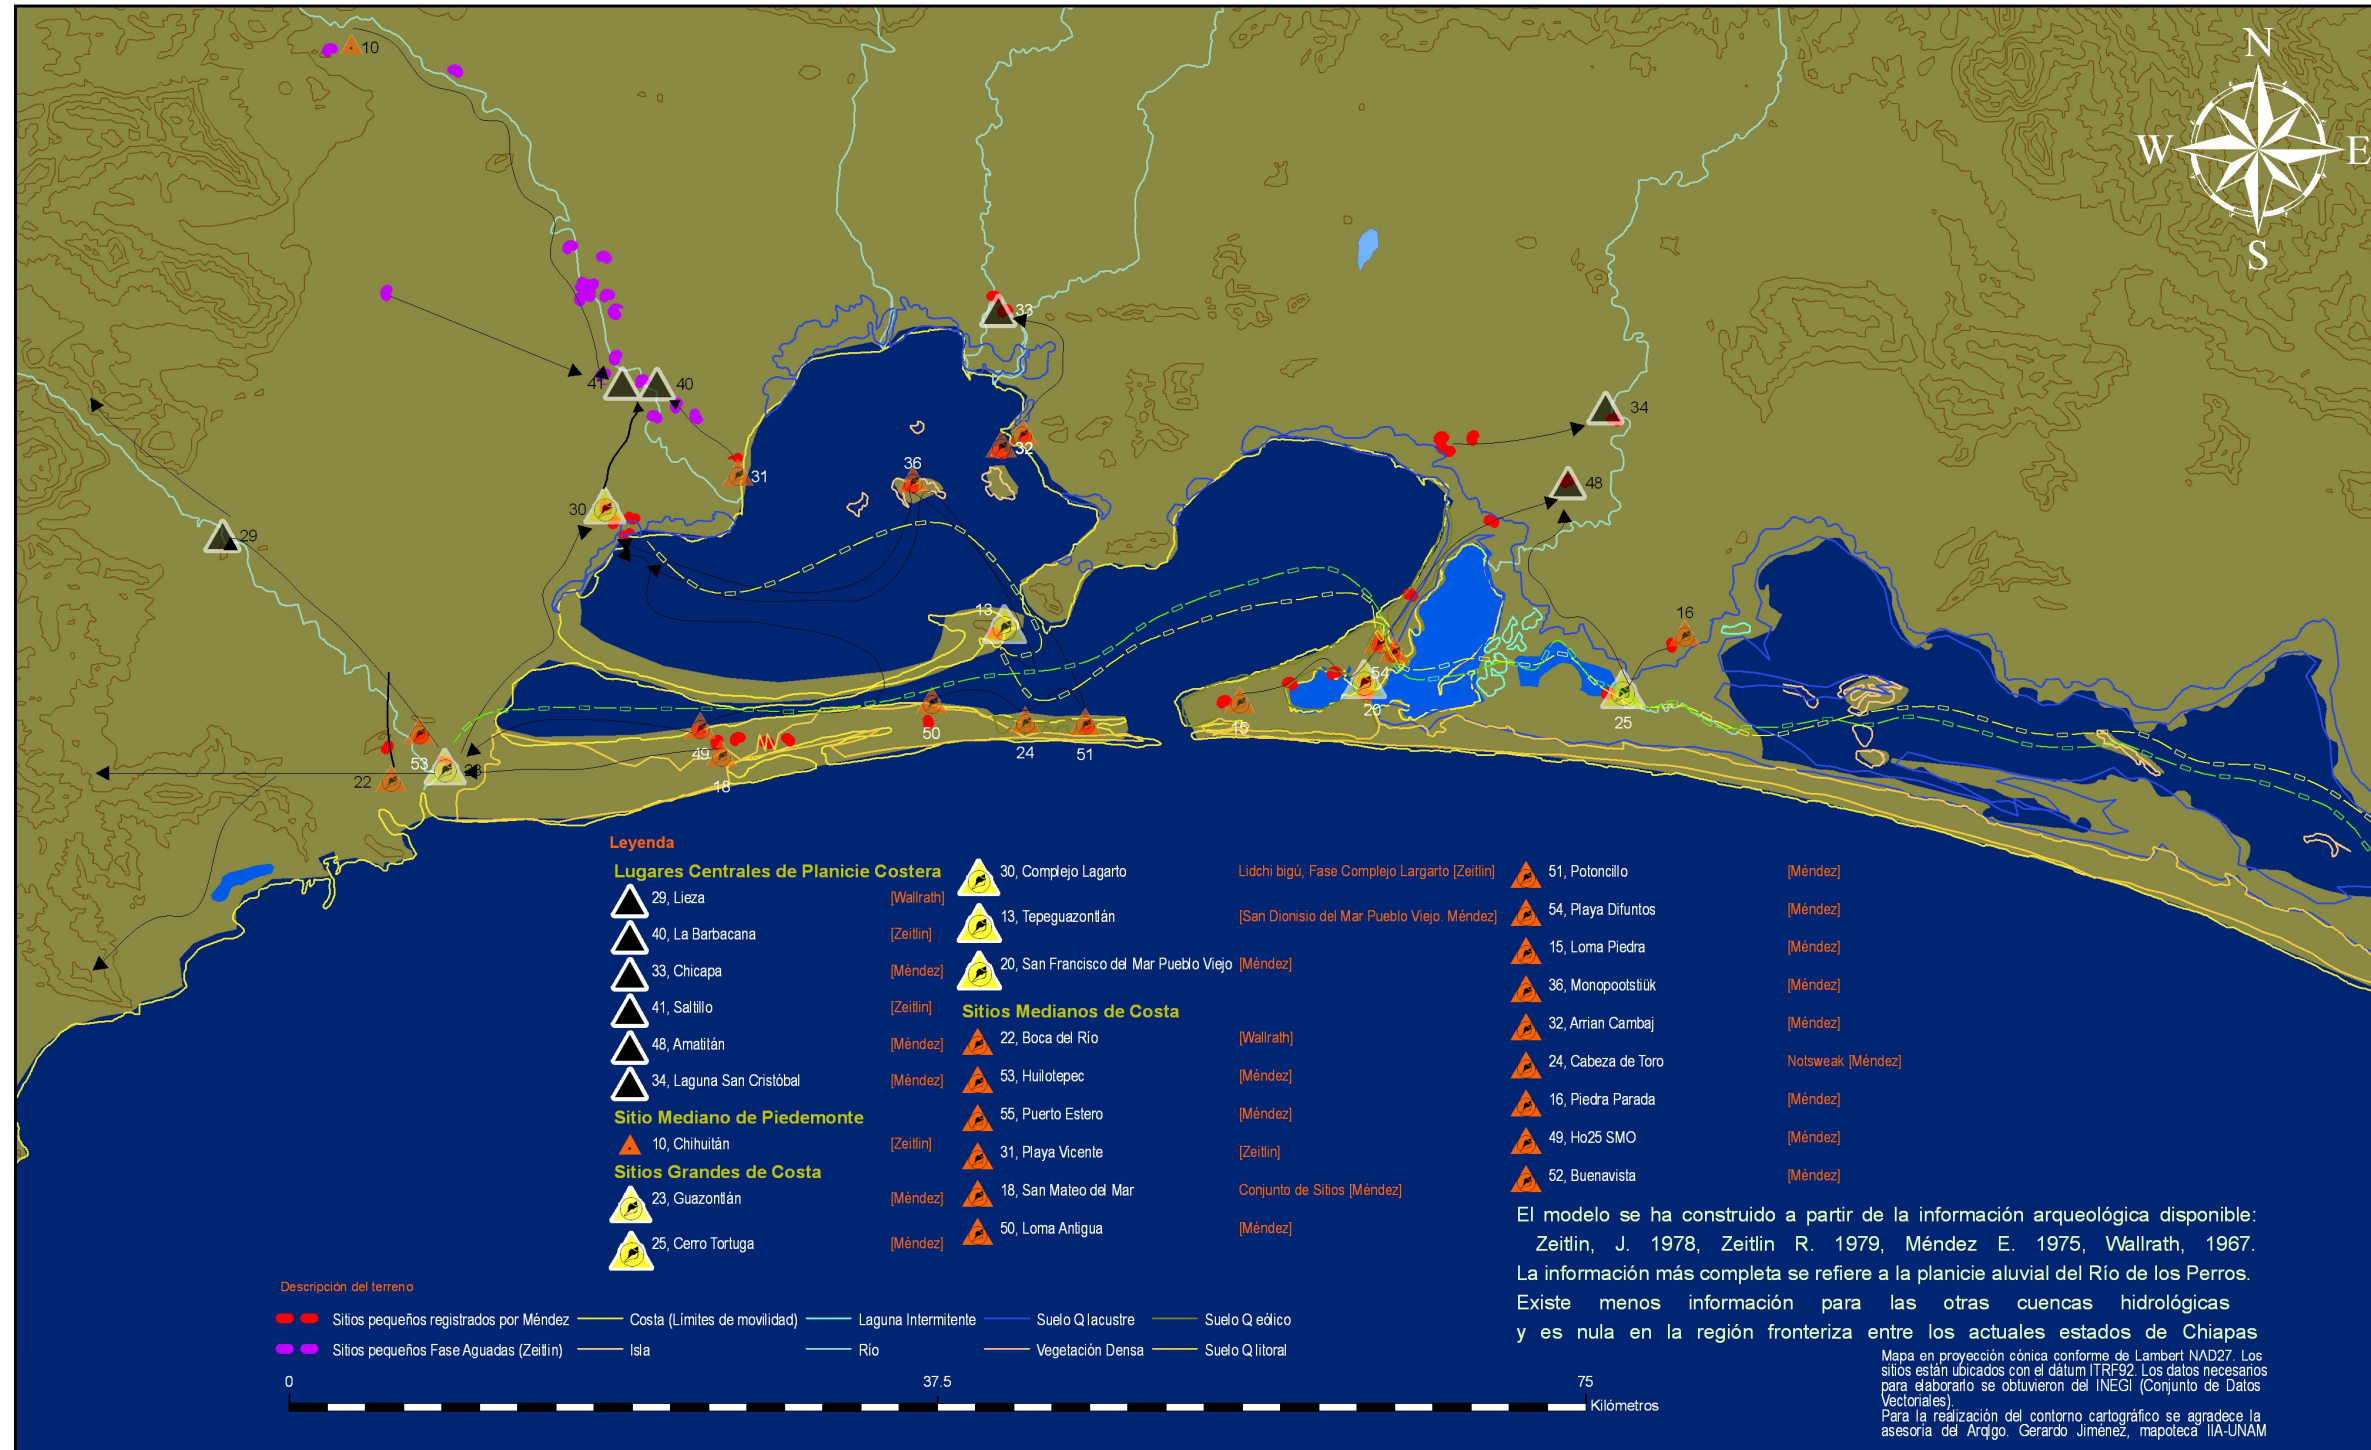 N
W
E
S
10
33
41
40
34
32
36
31
48
30
29
13
16
54
20
25
15
50
24
51
49
18
53
23
22
Leyenda
Lugares Centrales de Planicie Costera
29, Lieza [Wallrath]
40, La Barbacana [Zeitlin]
33, Chicapa [Méndez]
41, Saltillo [Zeitlin]
48, Amatitán [Méndez]
34, Laguna San Cristóbal [Méndez]
Sitio Mediano de Piedemonte
10, Chihuitán [Zeitlin]
Sitios Grandes de Costa
23, Guazontlán [Méndez]
25, Cerro Tortuga [Méndez]
30, Complejo Lagarto Lidchi bigú, Fase Complejo Largarto [Zeitlin]
13, Tepeguazontlán [San Dionisio del Mar Pueblo Viejo. Méndez]
20, San Francisco del Mar Pueblo Viejo [Méndez]
Sitios Medianos de Costa
22, Boca del Río [Wallrath]
53, Huilotepec [Méndez]
55, Puerto Estero [Méndez]
31, Playa Vicente [Zeitlin]
18, San Mateo del Mar Conjunto de Sitios [Méndez]
50, Loma Antigua [Méndez]
51, Potoncillo [Méndez]
54, Playa Difuntos [Méndez]
15, Loma Piedra [Méndez]
36, Monopootstiük [Méndez]
32, Arrian Cambaj [Méndez]
24, Cabeza de Toro Notsweak [Méndez]
16, Piedra Parada [Méndez]
49, Ho25 SMO [Méndez]
52, Buenavista [Méndez]
El modelo se ha construido a partir de la información arqueológica disponible:
Zeitlin, J. 1978, Zeitlin R. 1979, Méndez E. 1975, Wallrath, 1967.
La información más completa se refiere a la planicie aluvial del Río de los Perros.
Existe menos información para las otras cuencas hidrológicas
y es nula en la región fronteriza entre los actuales estados de Chiapas
Descripción del terreno
Sitios pequeños registrados por Méndez Costa (Límites de movilidad) Laguna Intermitente Suelo Q lacustre Suelo Q eólico
Sitios pequeños Fase Aguadas (Zeitlin) Isla Río Vegetación Densa Suelo Q litoral
0 37.5 75
Kilómetros
Mapa en proyección cónica conforme de Lambert NAD27. Los
sitios están ubicados con el dátum ITRF92. Los datos necesarios
para elaborarlo se obtuvieron del INEGI (Conjunto de Datos
Vectoriales).
Para la realización del contorno cartográfico se agradece la
asesoría del Arqlgo. Gerardo Jiménez, mapoteca IIA-UNAM